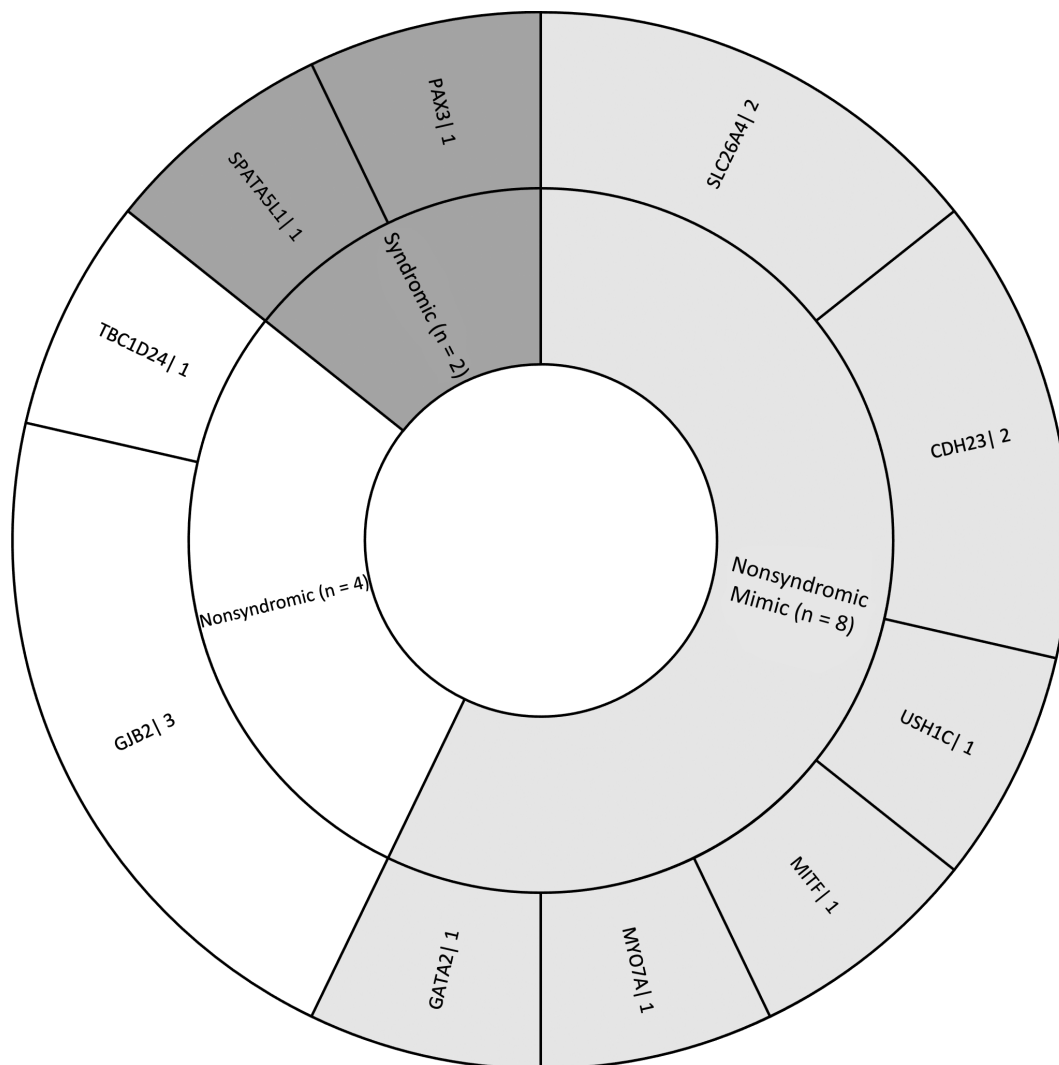 PAX3| 1
SLC26A4| 2
SPATA5L1| 1
Syndromic (n = 2)
TBC1D24| 1
CDH23| 2
Nonsyndromic
Mimic (n = 8)
Nonsyndromic (n = 4)
GJB2| 3
USH1C| 1
MITF| 1
MYO7A| 1
GATA2| 1